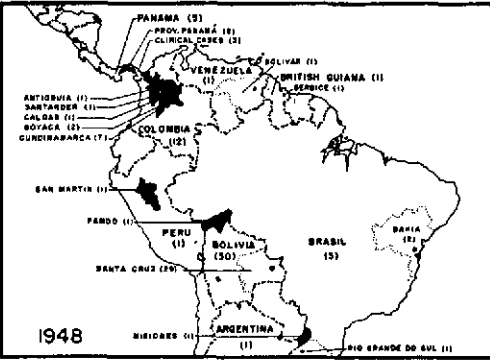 PANAMA (5)
PROV. PANAMÁ (2)
CLINICAL CASES (3)
BOLIVAR (1)
VENEZUELA
(1)
BRITISH GUIANA (1)
BERBICE (1)
ANTIOQUIA (1)
SANTANDER (1)
CALDAS (1)
BOYACA (2)
CUNDINAMARCA (7)
COLOMBIA
(12)
SAN MARTIN (1)
PANDO (1)
PERU
(1)
BOLIVIA
(50)
BRASIL
(5)
BAHIA
(2)
SANTA CRUZ (29)
1948
MISIONES (1)
ARGENTINA
(1)
RIO GRANDE DO SUL (1)